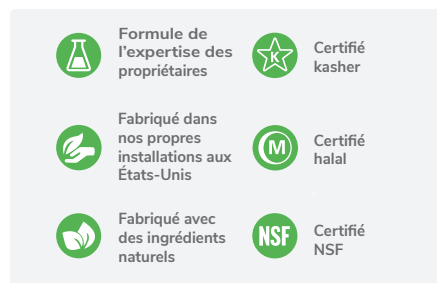 Formule de
l'expertise des
propriétaires
K
Certifié
kasher
Fabriqué dans
nos propres
installations aux
États-Unis
M
Certifié
halal
Fabriqué avec
des ingrédients
naturels
NSF
Certifié
NSF